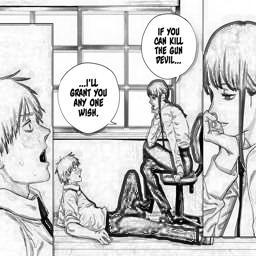 IF YOU
CAN KILL
THE GUN
DEVIL...
...I'LL
GRANT YOU
ANY ONE
WISH.